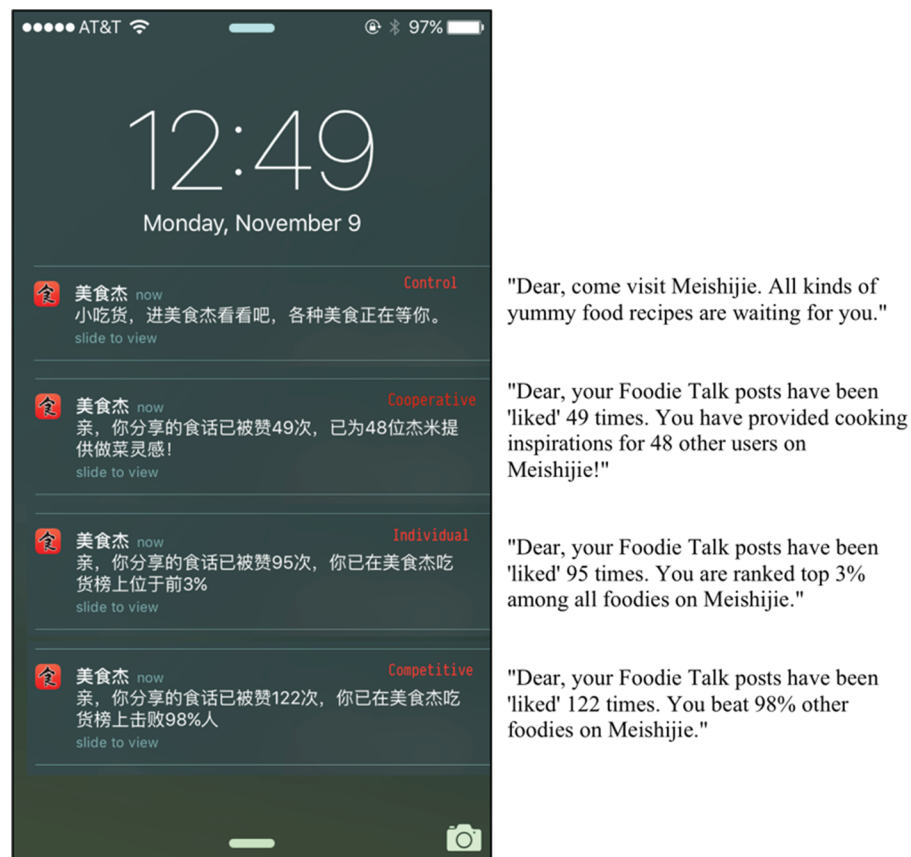 AT&T 97%
12:49
Monday, November 9
Control
美食杰 now
小吃货，进美食杰看看吧，各种美食正在等你。
slide to view
"Dear, come visit Meishijie. All kinds of
yummy food recipes are waiting for you."
Cooperative
美食杰 now
亲，你分享的食话已被赞49次，已为48位杰米提
供做菜灵感！
slide to view
"Dear, your Foodie Talk posts have been
'liked' 49 times. You have provided cooking
inspirations for 48 other users on
Meishijie!"
Individual
美食杰 now
亲，你分享的食话已被赞95次，你已在美食杰吃
货榜上位于前3%
slide to view
"Dear, your Foodie Talk posts have been
'liked' 95 times. You are ranked top 3%
among all foodies on Meishijie."
Competitive
美食杰 now
亲，你分享的食话已被赞122次，你已在美食杰吃
货榜上击败98%人
slide to view
"Dear, your Foodie Talk posts have been
'liked' 122 times. You beat 98% other
foodies on Meishijie."